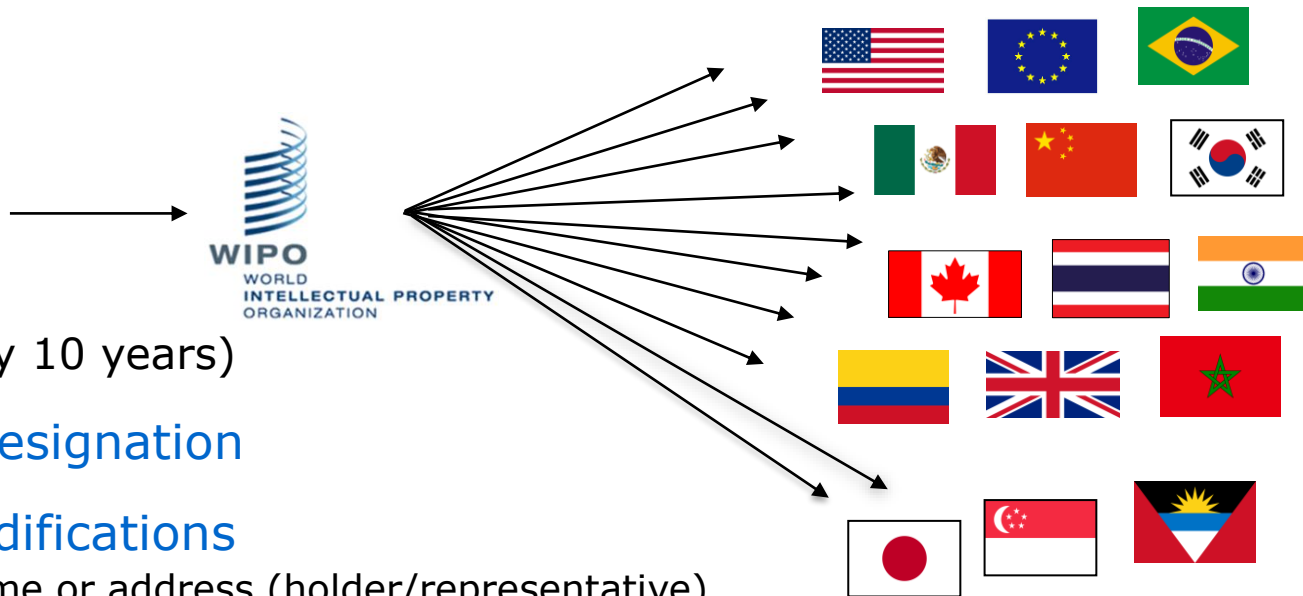 WIPO
WORLD
INTELLECTUAL PROPERTY
ORGANIZATION
y 10 years)
esignation
difications
me or address (holder/representative)